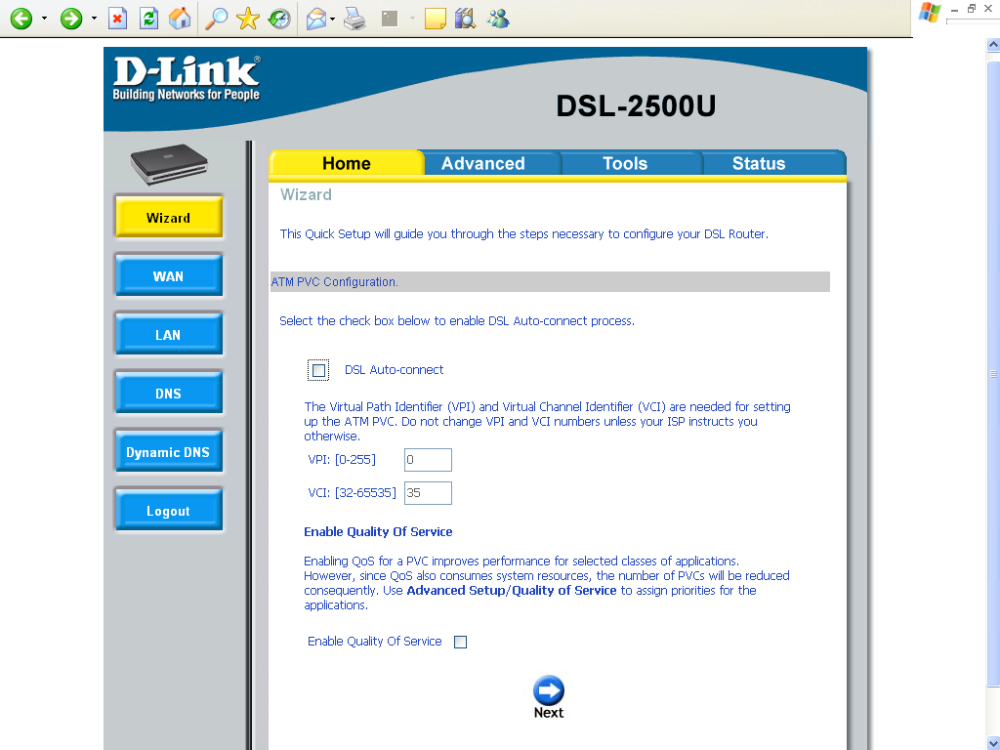 D-Link®
Building Networks for People
DSL-2500U
Home Advanced Tools Status
Wizard
WAN
LAN
DNS
Dynamic DNS
Logout
Wizard
This Quick Setup will guide you through the steps necessary to configure your DSL Router.
ATM PVC Configuration.
Select the check box below to enable DSL Auto-connect process.
DSL Auto-connect
The Virtual Path Identifier (VPI) and Virtual Channel Identifier (VCI) are needed for setting
up the ATM PVC. Do not change VPI and VCI numbers unless your ISP instructs you
otherwise.
VPI: [0-255] 0
VCI: [32-65535] 35
Enable Quality Of Service
Enabling QoS for a PVC improves performance for selected classes of applications.
However, since QoS also consumes system resources, the number of PVCs will be reduced
consequently. Use Advanced Setup/Quality of Service to assign priorities for the
applications.
Enable Quality Of Service
Next